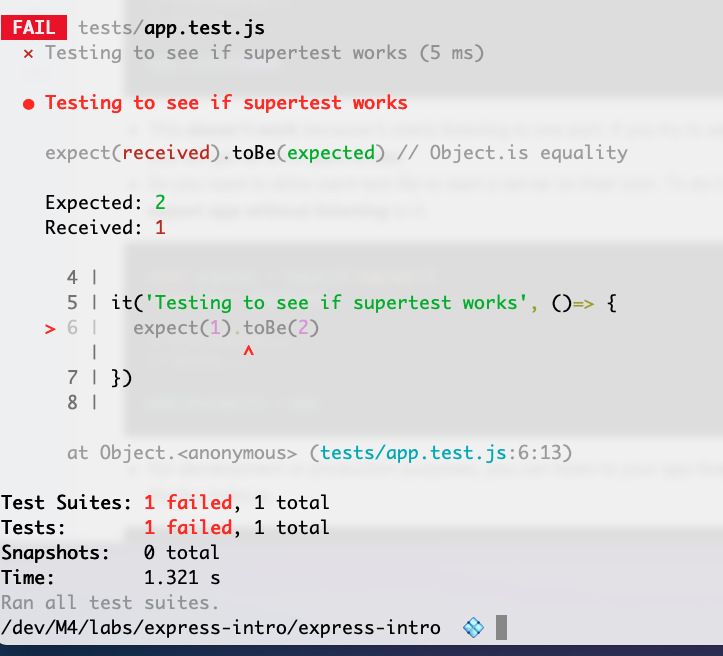 FAIL tests/app.test.js
× Testing to see if supertest works (5 ms)
● Testing to see if supertest works
expect(received).toBe(expected) // Object.is equality
Expected: 2
Received: 1
4 |
5 | it('Testing to see if supertest works', ()=> {
> 6 | expect(1).toBe(2)
| ^
7 | })
8 |
at Object.<anonymous> (tests/app.test.js:6:13)
Test Suites: 1 failed, 1 total
Tests: 1 failed, 1 total
Snapshots: 0 total
Time: 1.321 s
Ran all test suites.
/dev/M4/labs/express-intro/express-intro 💠